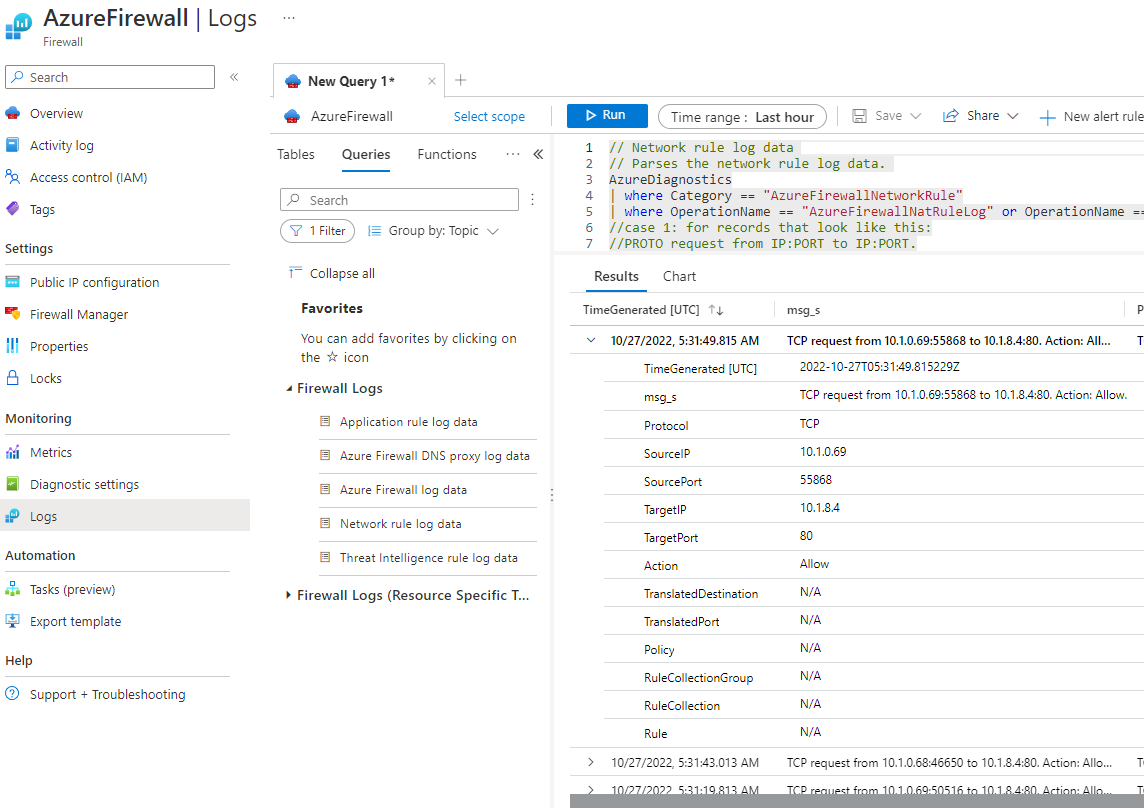 AzureFirewall | Logs ...
Firewall
Search «
Overview
Activity log
Access control (IAM)
Tags
Settings
Public IP configuration
Firewall Manager
Properties
Locks
Monitoring
Metrics
Diagnostic settings
Logs
Automation
Tasks (preview)
Export template
Help
Support + Troubleshooting
New Query 1* × +
AzureFirewall Select scope Run Time range : Last hour Save Share New alert rule
Tables Queries Functions ... «
Search
1 Filter Group by: Topic
Collapse all
Favorites
You can add favorites by clicking on
the ☆ icon
Firewall Logs
Application rule log data
Azure Firewall DNS proxy log data
Azure Firewall log data
Network rule log data
Threat Intelligence rule log data
Firewall Logs (Resource Specific T...
1 // Network rule log data
2 // Parses the network rule log data.
3 AzureDiagnostics
4 | where Category == "AzureFirewallNetworkRule"
5 | where OperationName == "AzureFirewallNatRuleLog" or OperationName ==
6 //case 1: for records that look like this:
7 //PROTO request from IP:PORT to IP:PORT.
Results Chart
TimeGenerated [UTC] ↑↓ msg_s P
10/27/2022, 5:31:49.815 AM TCP request from 10.1.0.69:55868 to 10.1.8.4:80. Action: All... T
TimeGenerated [UTC] 2022-10-27T05:31:49.815229Z
msg_s TCP request from 10.1.0.69:55868 to 10.1.8.4:80. Action: Allow.
Protocol TCP
SourceIP 10.1.0.69
SourcePort 55868
TargetIP 10.1.8.4
TargetPort 80
Action Allow
TranslatedDestination N/A
TranslatedPort N/A
Policy N/A
RuleCollectionGroup N/A
RuleCollection N/A
Rule N/A
10/27/2022, 5:31:43.013 AM TCP request from 10.1.0.68:46650 to 10.1.8.4:80. Action: Allo... T
10/27/2022, 5:31:19.813 AM TCP request from 10.1.0.69:50516 to 10.1.8.4:80. Action: Allo... T